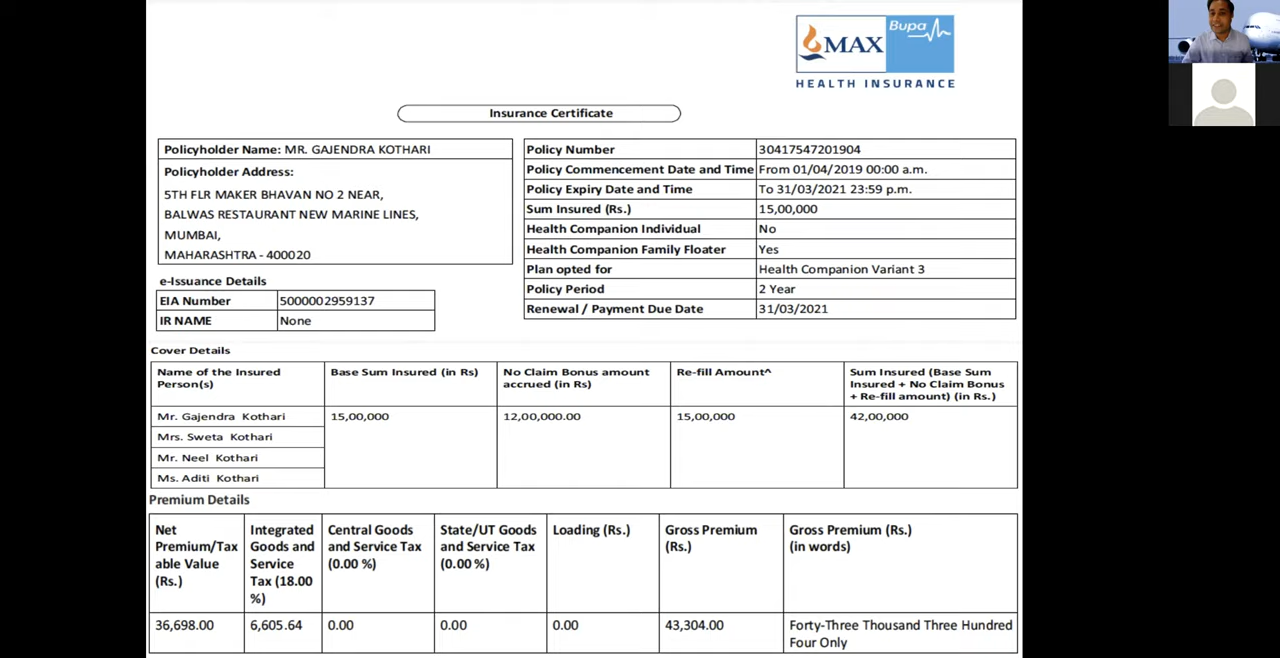 MAX
Bupa
HEALTH INSURANCE
Insurance Certificate
Policyholder Name: MR. GAJENDRA KOTHARI
Policyholder Address:
5TH FLR MAKER BHAVAN NO 2 NEAR,
BALWAS RESTAURANT NEW MARINE LINES,
MUMBAI,
MAHARASHTRA - 400020
e-Issuance Details
EIA Number 5000002959137
IR NAME None
Policy Number 30417547201904
Policy Commencement Date and Time From 01/04/2019 00:00 a.m.
Policy Expiry Date and Time To 31/03/2021 23:59 p.m.
Sum Insured (Rs.) 15,00,000
Health Companion Individual No
Health Companion Family Floater Yes
Plan opted for Health Companion Variant 3
Policy Period 2 Year
Renewal / Payment Due Date 31/03/2021
Cover Details
Name of the Insured
Person(s)
Base Sum Insured (in Rs)
No Claim Bonus amount
accrued (in Rs)
Re-fill Amount^
Sum Insured (Base Sum
Insured + No Claim Bonus
+ Re-fill amount) (in Rs.)
Mr. Gajendra Kothari 15,00,000 12,00,000.00 15,00,000 42,00,000
Mrs. Sweta Kothari
Mr. Neel Kothari
Ms. Aditi Kothari
Premium Details
Net
Premium/Tax
able Value
(Rs.)
Integrated
Goods and
Service
Tax (18.00
%)
Central Goods
and Service Tax
(0.00 %)
State/UT Goods
and Service Tax
(0.00 %)
Loading (Rs.)
Gross Premium
(Rs.)
Gross Premium (Rs.)
(in words)
36,698.00 6,605.64 0.00 0.00 0.00 43,304.00 Forty-Three Thousand Three Hundred
Four Only